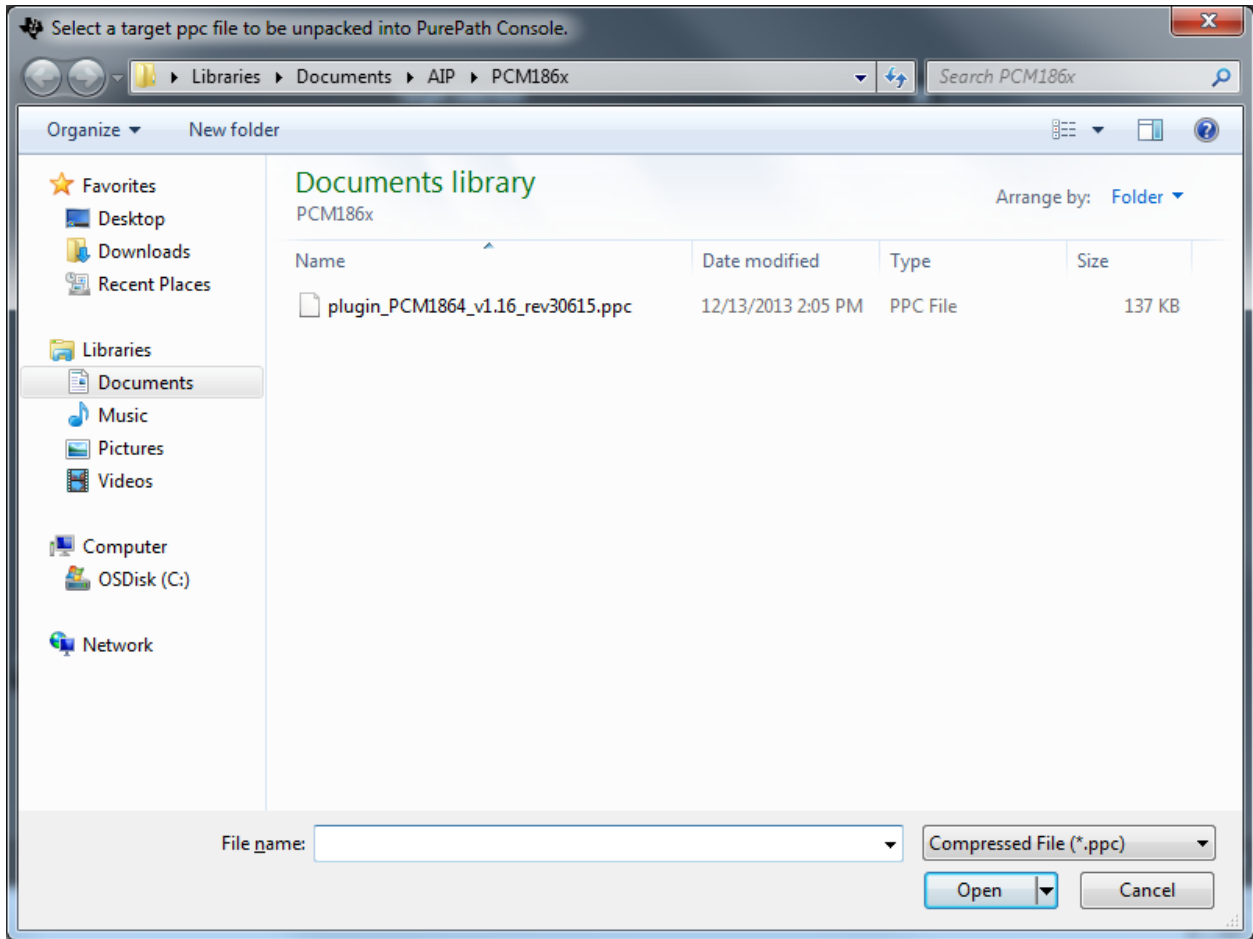 Select a target ppc file to be unpacked into PurePath Console.
Libraries Documents AIP PCM186x Search PCM186x
Organize New folder
Favorites
Desktop
Downloads
Recent Places
Libraries
Documents
Music
Pictures
Videos
Computer
OSDisk (C:)
Network
Documents library
PCM186x
Arrange by: Folder
Name Date modified Type Size
plugin_PCM1864_v1.16_rev30615.ppc 12/13/2013 2:05 PM PPC File 137 KB
File name: Compressed File (*.ppc)
Open Cancel